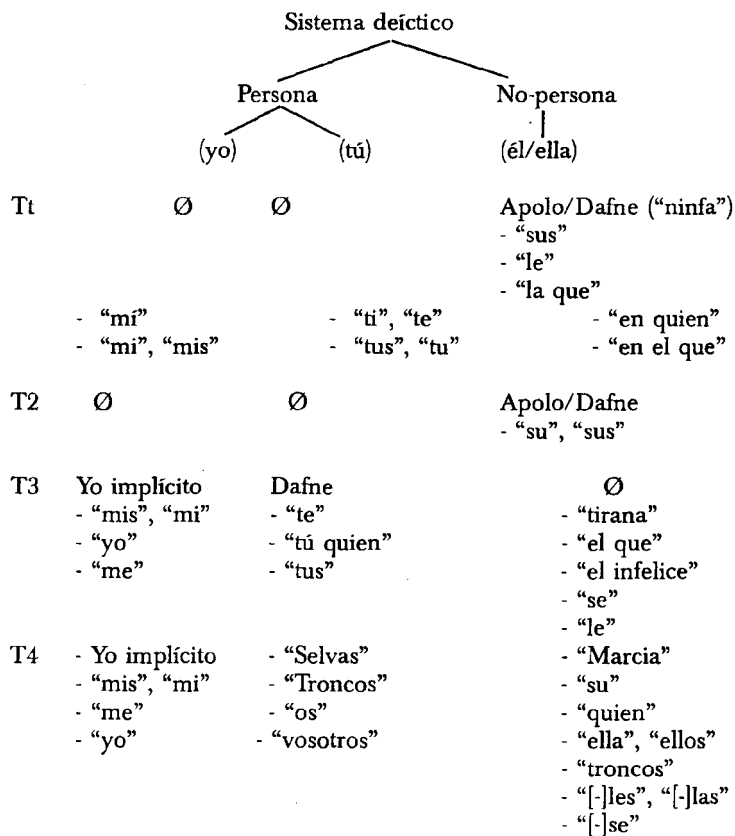 Sistema deíctico
Persona No-persona
(yo) (tú) (él/ella)
Tt Ø Ø Apolo/Dafne (“ninfa”)
- “sus”
- “le”
- “la que”
- “mí” - “ti”, “te” - “en quien”
- “mi”, “mis” - “tus”, “tu” - “en el que”
T2 Ø Ø Apolo/Dafne
- “su”, “sus”
T3 Yo implícito Dafne Ø
- “mis”, “mi” - “te” - “tirana”
- “yo” - “tú quien” - “el que”
- “me” - “tus” - “el infelice”
- “se”
- “le”
T4 - Yo implícito - “Selvas” - “Marcia”
- “mis”, “mi” - “Troncos” - “su”
- “me” - “os” - “quien”
- “yo” - “vosotros” - “ella”, “ellos”
- “troncos”
- “[-]les”, “[-]las”
- “[-]se”